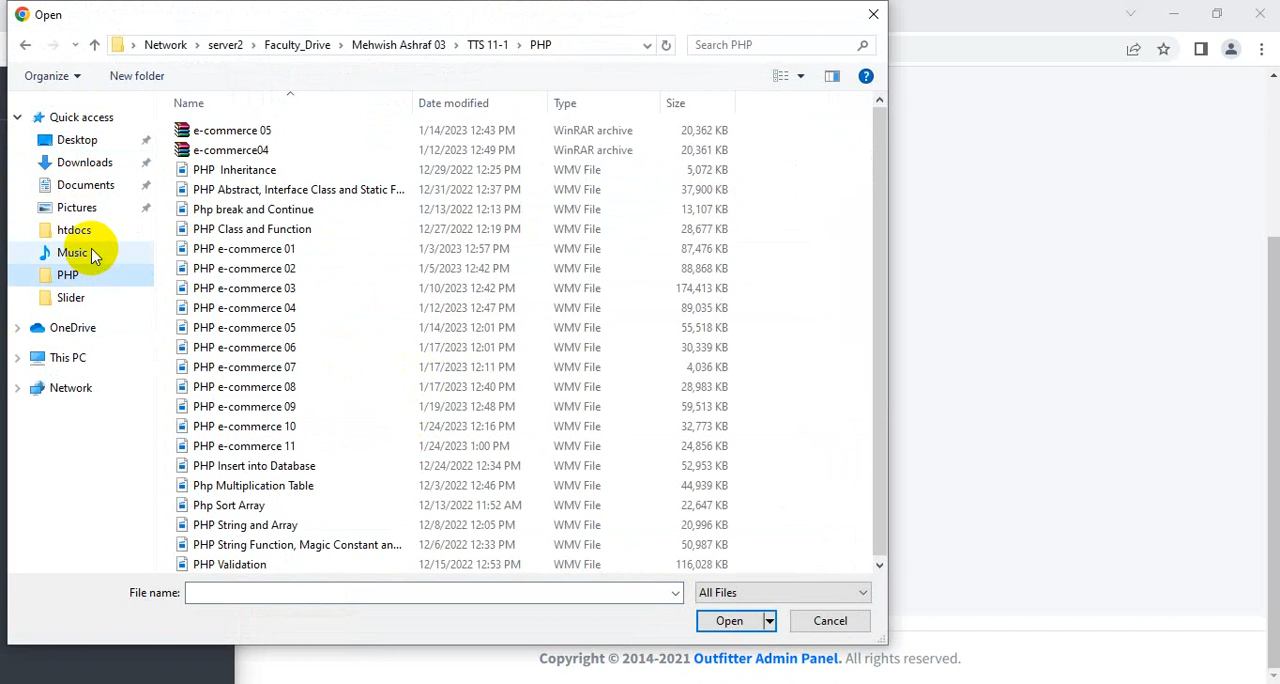 Open
Network > server2 > Faculty_Drive > Mehwish Ashraf 03 > TTS 11-1 > PHP
Search PHP
Organize
New folder
Name Date modified Type Size
Quick access
Desktop
Downloads
Documents
Pictures
htdocs
Music
PHP
Slider
OneDrive
This PC
Network
e-commerce 05 1/14/2023 12:43 PM WinRAR archive 20,362 KB
e-commerce04 1/12/2023 12:49 PM WinRAR archive 20,361 KB
PHP  Inheritance 12/29/2022 12:25 PM WMV File 5,072 KB
PHP Abstract, Interface Class and Static F... 12/31/2022 12:37 PM WMV File 37,900 KB
Php break and Continue 12/13/2022 12:13 PM WMV File 13,107 KB
PHP Class and Function 12/27/2022 12:19 PM WMV File 28,677 KB
PHP e-commerce 01 1/3/2023 12:57 PM WMV File 87,476 KB
PHP e-commerce 02 1/5/2023 12:42 PM WMV File 88,868 KB
PHP e-commerce 03 1/10/2023 12:42 PM WMV File 174,413 KB
PHP e-commerce 04 1/12/2023 12:47 PM WMV File 89,035 KB
PHP e-commerce 05 1/14/2023 12:01 PM WMV File 55,518 KB
PHP e-commerce 06 1/17/2023 12:01 PM WMV File 30,339 KB
PHP e-commerce 07 1/17/2023 12:11 PM WMV File 4,036 KB
PHP e-commerce 08 1/17/2023 12:40 PM WMV File 28,983 KB
PHP e-commerce 09 1/19/2023 12:48 PM WMV File 59,513 KB
PHP e-commerce 10 1/24/2023 12:16 PM WMV File 32,773 KB
PHP e-commerce 11 1/24/2023 1:00 PM WMV File 24,856 KB
PHP Insert into Database 12/24/2022 12:34 PM WMV File 52,953 KB
Php Multiplication Table 12/3/2022 12:46 PM WMV File 44,939 KB
Php Sort Array 12/13/2022 11:52 AM WMV File 22,647 KB
PHP String and Array 12/8/2022 12:05 PM WMV File 20,996 KB
PHP String Function, Magic Constant an... 12/6/2022 12:33 PM WMV File 50,987 KB
PHP Validation 12/15/2022 12:53 PM WMV File 116,028 KB
File name:
All Files
Open
Cancel
Copyright © 2014-2021 Outfitter Admin Panel. All rights reserved.